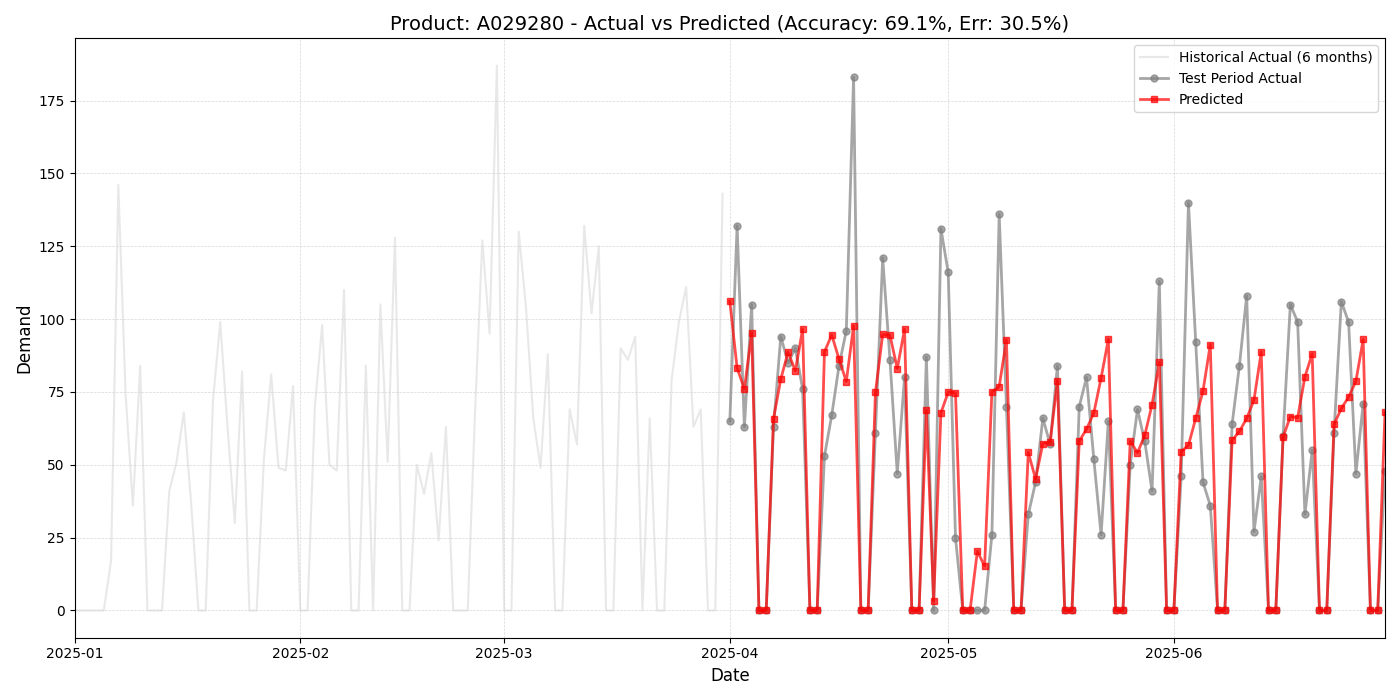 Product: A029280 - Actual vs Predicted (Accuracy: 69.1%, Err: 30.5%)
Historical Actual (6 months)
Test Period Actual
Predicted
Demand
175
150
125
100
75
50
25
0
2025-01
2025-02
2025-03
2025-04
2025-05
2025-06
Date